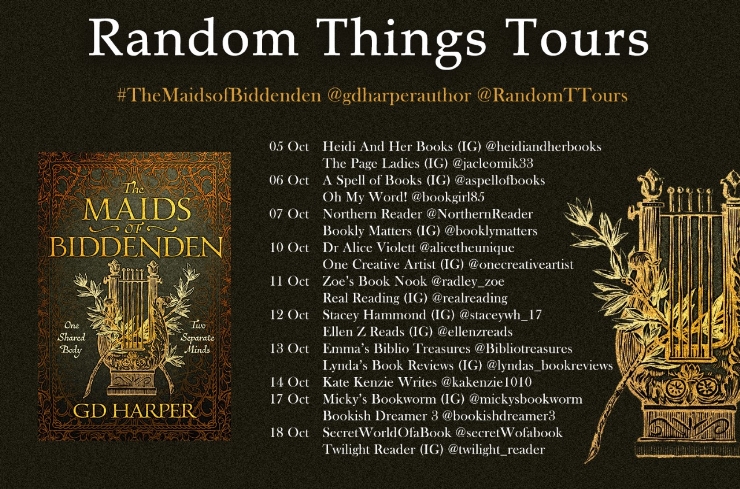 Random Things Tours
#TheMaidsofBiddenden @gdharperauthor @RandomTTours
The
MAIDS
of
BIDDENDEN
One
Shared
Body
Two
Separate
Minds
GD HARPER
05 Oct Heidi And Her Books (IG) @heidiandherbooks
The Page Ladies (IG) @jacleomik33
06 Oct A Spell of Books (IG) @aspellofbooks
Oh My Word! @bookgirl85
07 Oct Northern Reader @NorthernReader
Bookly Matters (IG) @booklymatters
10 Oct Dr Alice Violett @alicetheunique
One Creative Artist (IG) @onecreativeartist
11 Oct Zoe's Book Nook @radley_zoe
Real Reading (IG) @realreading
12 Oct Stacey Hammond (IG) @staceywh_17
Ellen Z Reads (IG) @ellenzreads
13 Oct Emma's Biblio Treasures @Bibliotreasures
Lynda's Book Reviews (IG) @lyndas_bookreviews
14 Oct Kate Kenzie Writes @kakenzie1010
17 Oct Micky's Bookworm (IG) @mickysbookworm
Bookish Dreamer 3 @bookishdreamer3
18 Oct SecretWorldOfaBook @secretWofabook
Twilight Reader (IG) @twilight_reader